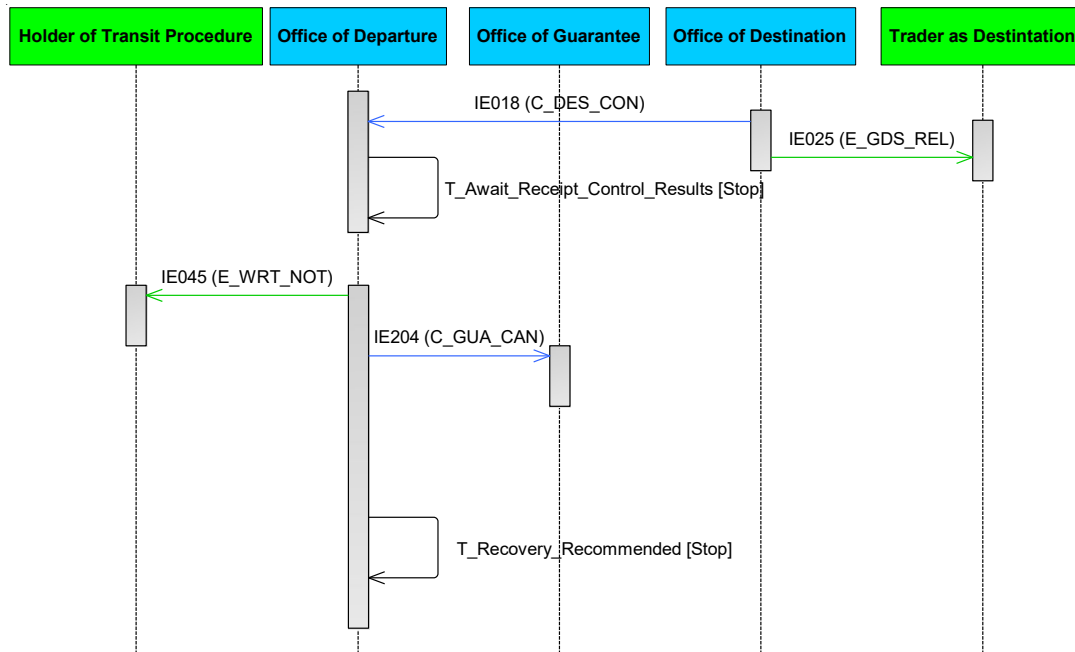 Holder of Transit Procedure
Office of Departure
Office of Guarantee
Office of Destination
Trader as Destintation
IE018 (C_DES_CON)
IE025 (E_GDS_REL)
T_Await_Receipt_Control_Results [Stop]
IE045 (E_WRT_NOT)
IE204 (C_GUA_CAN)
T_Recovery_Recommended [Stop]